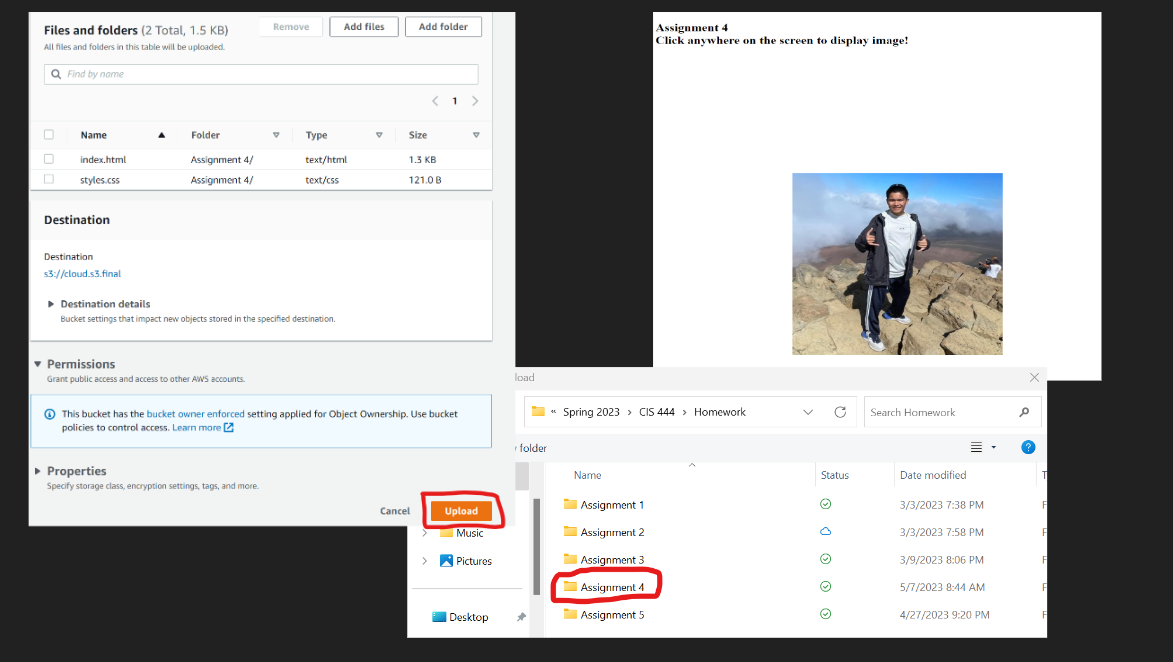 Files and folders (2 Total, 1.5 KB)
Remove
Add files
Add folder
All files and folders in this table will be uploaded.
Find by name
1
Name Folder Type Size
index.html Assignment 4/ text/html 1.3 KB
styles.css Assignment 4/ text/css 121.0 B
Destination
Destination
s3://cloud.s3.final
Destination details
Bucket settings that impact new objects stored in the specified destination.
Permissions
Grant public access and access to other AWS accounts.
This bucket has the bucket owner enforced setting applied for Object Ownership. Use bucket
policies to control access. Learn more
Properties
Specify storage class, encryption settings, tags, and more.
Cancel
Upload
Assignment 4
Click anywhere on the screen to display image!
load
« Spring 2023 › CIS 444 › Homework
Search Homework
folder
?
Name Status Date modified T
Assignment 1 3/3/2023 7:38 PM F
Assignment 2 3/3/2023 7:58 PM F
Assignment 3 3/9/2023 8:06 PM F
Assignment 4 5/7/2023 8:44 AM F
Assignment 5 4/27/2023 9:20 PM F
Music
Pictures
Desktop